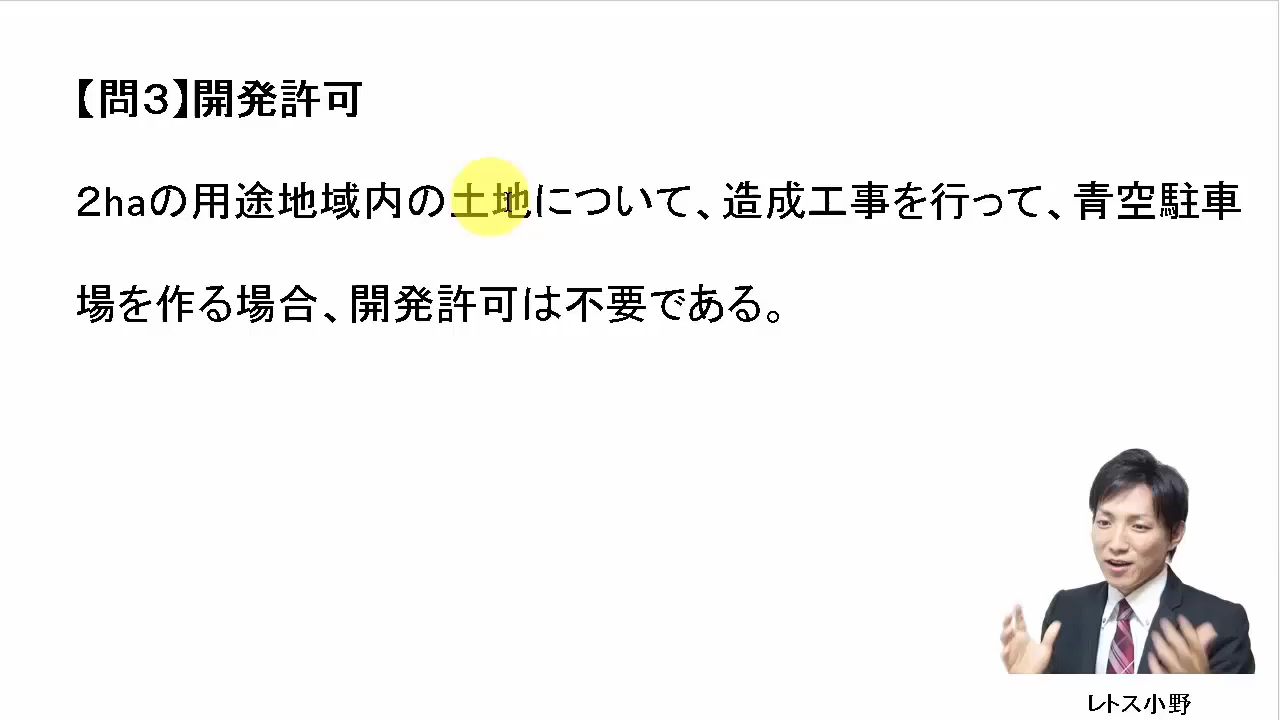 【問３】開発許可
２haの用途地域内の土地について、造成工事を行って、青空駐車
場を作る場合、開発許可は不要である。
レトス小野